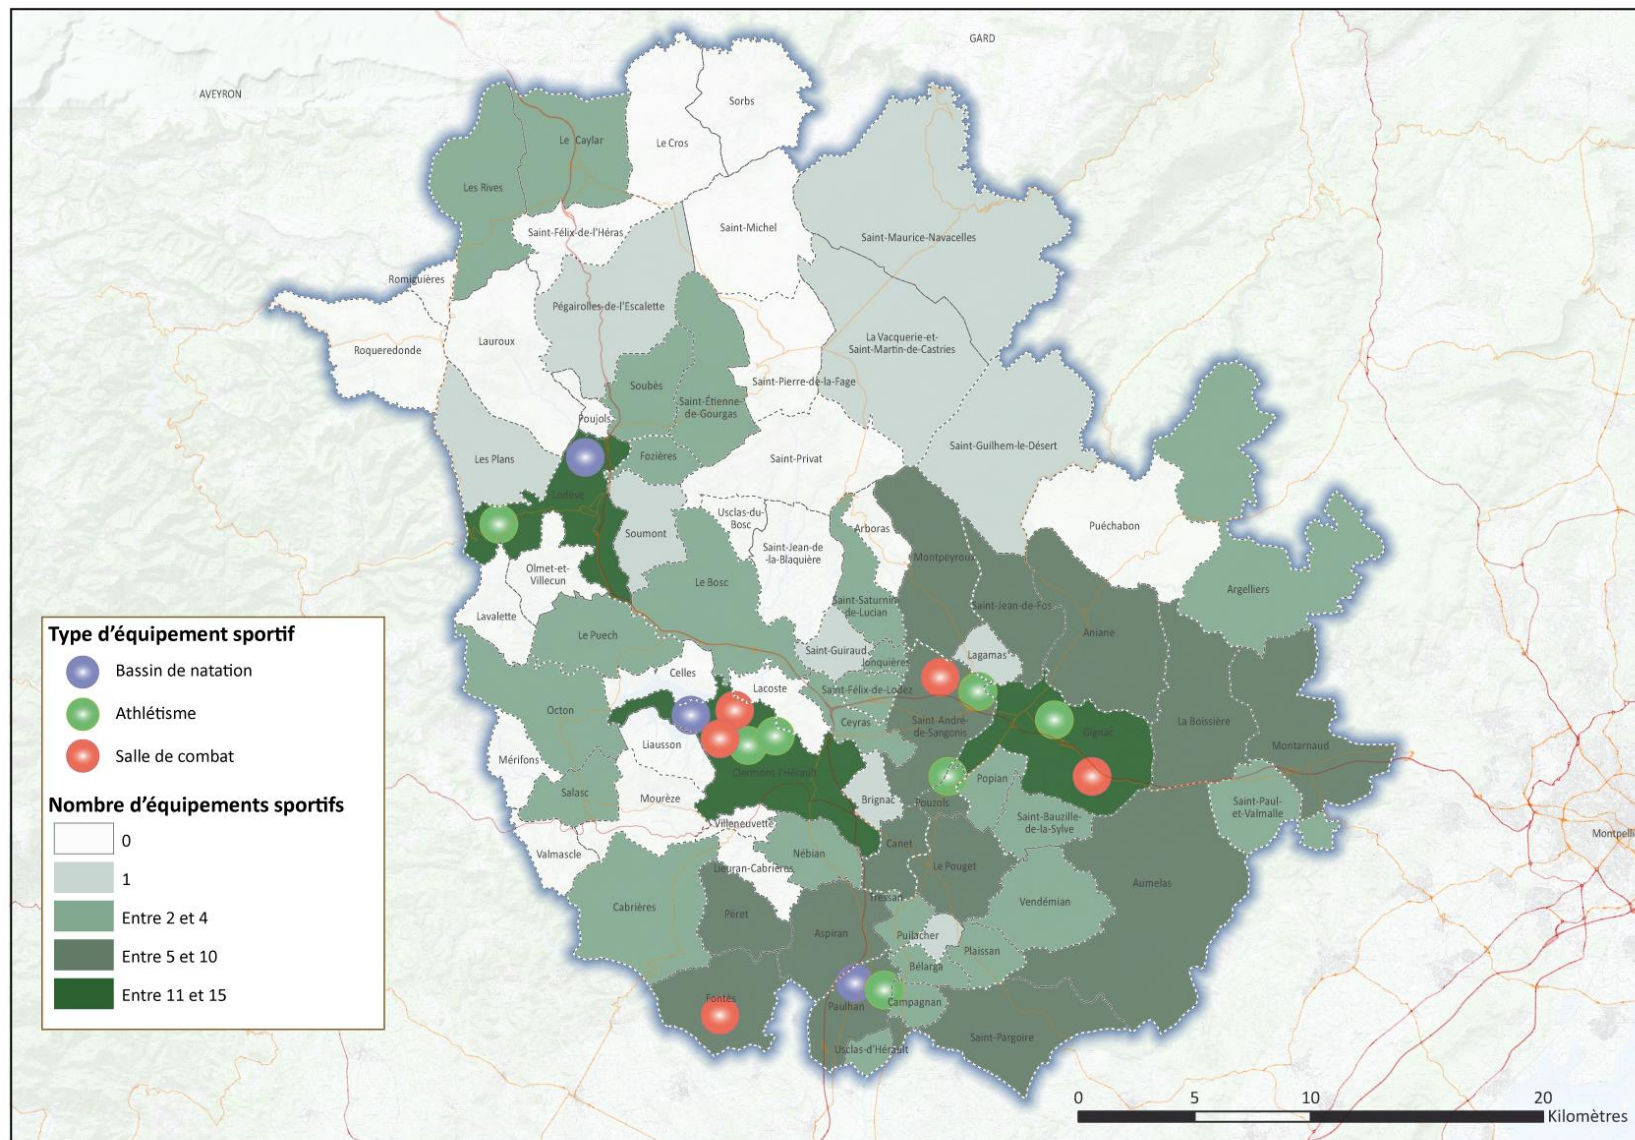 GARD
AVEYRON
Sorbs
Le Caylar
Le Cros
Les Rives
Saint-Michel
Saint-Félix-de-l'Héras
Saint-Maurice-Navacelles
Romiguières
Pégairolles-de-l'Escalette
Lauroux
La Vacquerie-et-
Saint-Martin-de-Castries
Roqueredonde
Saint-Pierre-de-la-Fage
Soubès
Saint-Étienne-
de-Gourgas
Poujols
Saint-Guilhem-le-Désert
Les Plans
Fozières
Saint-Privat
Lodève
Usclas-du-
Bosc
Arboras
Puéchabon
Soumont
Saint-Jean-de
-la-Blaquière
Montpeyroux
Olmet-et-
Villecun
Le Bosc
Argelliers
Saint-Saturnin-
de-Lucian
Saint-Jean-de-Fos
Lavalette
Le Puech
Aniane
Saint-Guiraud
Lagamas
Jonquières
Celles
Lacoste
Saint-Félix-de-Lodez
Octon
Ceyras
Saint-André-
de-Sangonis
La Boissière
Gignac
Liausson
Montarnaud
Mérifons
Clermont-l'Hérault
Salasc
Mourèze
Brignac
Pouzols
Popian
Saint-Paul-
et-Valmalle
Saint-Bauzille-
de-la-Sylve
Villeneuvette
Montpelli
Valmascle
Nébian
Canet
Lieuran-Cabrières
Le Pouget
Aumelas
Cabrières
Tressan
Vendémian
Péret
Aspiran
Puilacher
Plaissan
Bélarga
Fontès
Paulhan
Campagnan
Saint-Pargoire
Usclas-d'Hérault
Type d'équipement sportif
Bassin de natation
Athlétisme
Salle de combat
Nombre d'équipements sportifs
0
1
Entre 2 et 4
Entre 5 et 10
Entre 11 et 15
0 5 10 20
Kilomètres